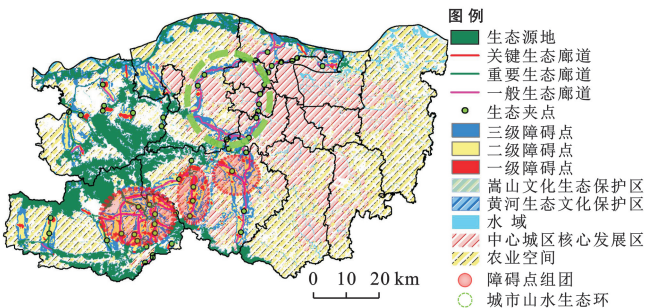 图例
生态源地
关键生态廊道
重要生态廊道
一般生态廊道
生态夹点
三级障碍点
二级障碍点
一级障碍点
嵩山文化生态保护区
黄河生态文化保护区
水域
中心城区核心发展区
农业空间
障碍点组团
城市山水生态环
0 10 20 km